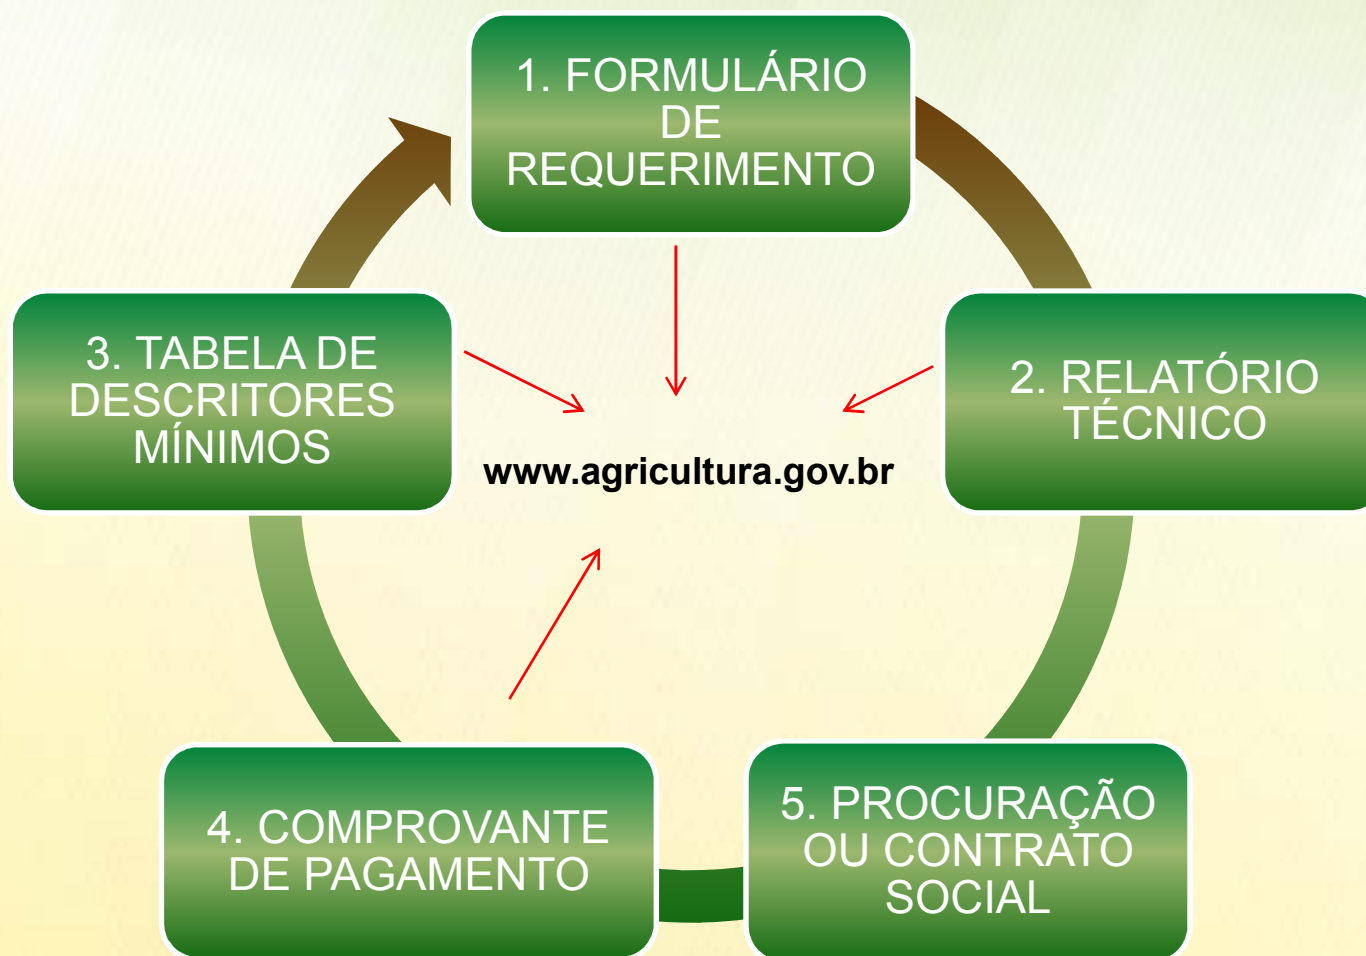 1. FORMULÁRIO
DE
REQUERIMENTO
2. RELATÓRIO
TÉCNICO
3. TABELA DE
DESCRITORES
MÍNIMOS
www.agricultura.gov.br
4. COMPROVANTE
DE PAGAMENTO
5. PROCURAÇÃO
OU CONTRATO
SOCIAL